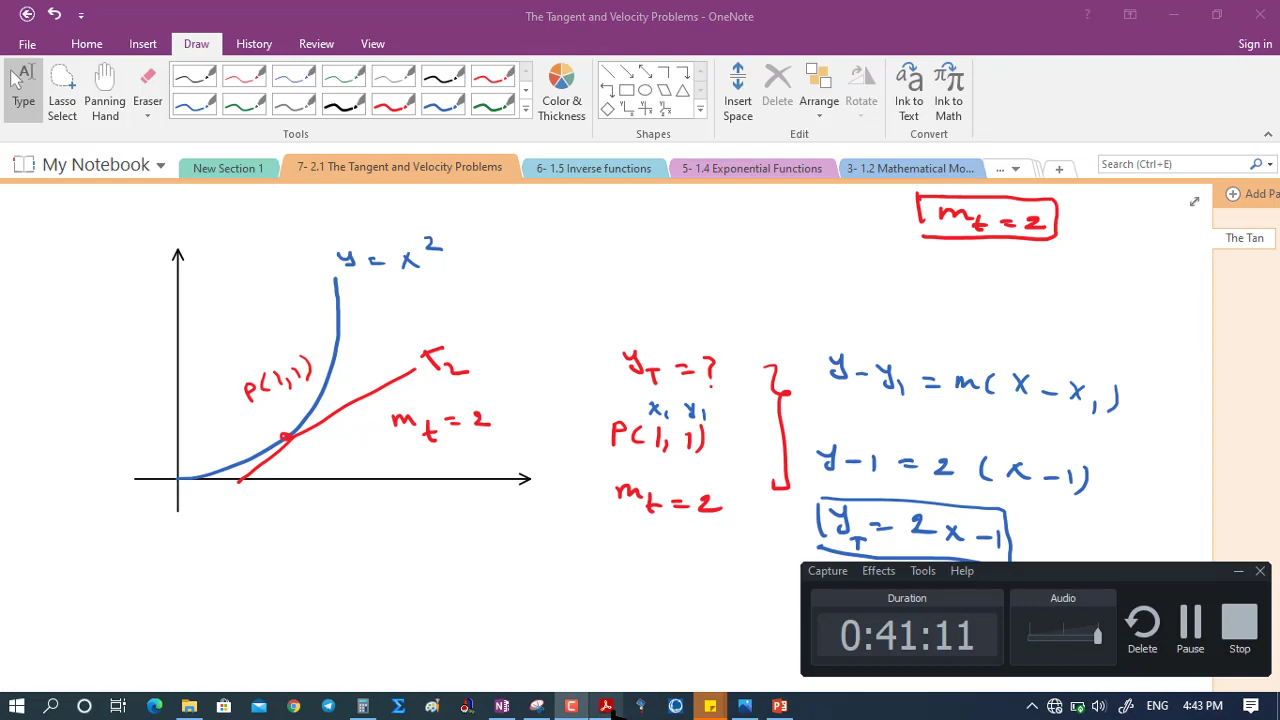 The Tangent and Velocity Problems - OneNote
File Home Insert Draw History Review View Sign in
Type Lasso Select Panning Hand Eraser Color & Thickness Insert Space Delete Arrange Rotate Ink to Text Ink to Math
Tools Shapes Edit Convert
My Notebook New Section 1 7- 2.1 The Tangent and Velocity Problems 6- 1.5 Inverse functions 5- 1.4 Exponential Functions 3- 1.2 Mathematical Mo... ... Search (Ctrl+E)
Add Pa
The Tan
m_t = 2
y = x^2
P(1,1)
m_t = 2
y_T = ?
x_1 y_1
P(1, 1)
m_t = 2
y - y_1 = m(x - x_1)
y - 1 = 2 (x - 1)
y_T = 2x - 1
Capture Effects Tools Help
Duration Audio
0:41:11
Delete Pause Stop
ENG 4:43 PM